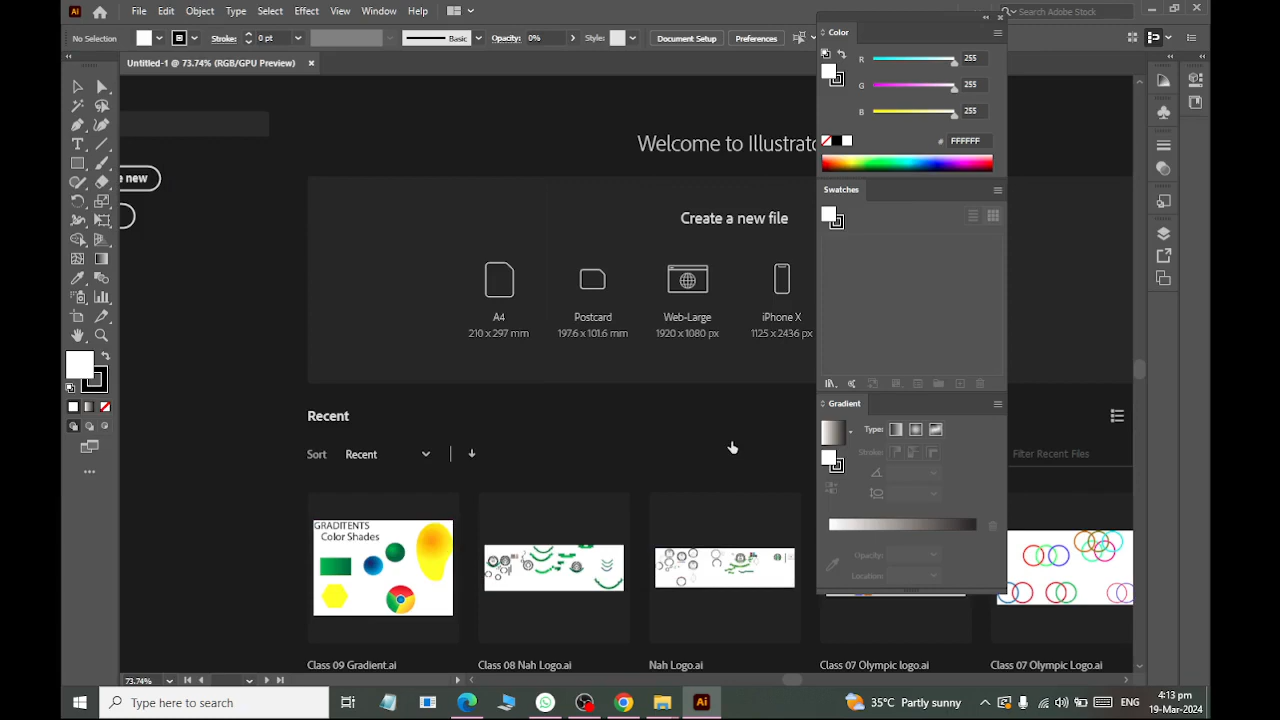 Ai File Edit Object Type Select Effect View Window Help Adobe Stock
No Selection Stroke: 0 pt Basic Opacity: 0% Style: Document Setup Preferences
Untitled-1 @ 73.74% (RGB/GPU Preview)
Color
R 255
G 255
B 255
# FFFFFF
Welcome to Illustrato
e new
Swatches
Create a new file
A4 Postcard Web-Large iPhone X
210 x 297 mm 197.6 x 101.6 mm 1920 x 1080 px 1125 x 2436 px
Gradient
Type:
Stroke:
Opacity:
Location:
Recent
Sort Recent
Filter Recent Files
GRADITENTS
Color Shades
Class 09 Gradient.ai Class 08 Nah Logo.ai Nah Logo.ai Class 07 Olympic logo.ai Class 07 Olympic Logo.ai
73.74%
Type here to search Ai 35°C Partly sunny 4:13 pm
19-Mar-2024